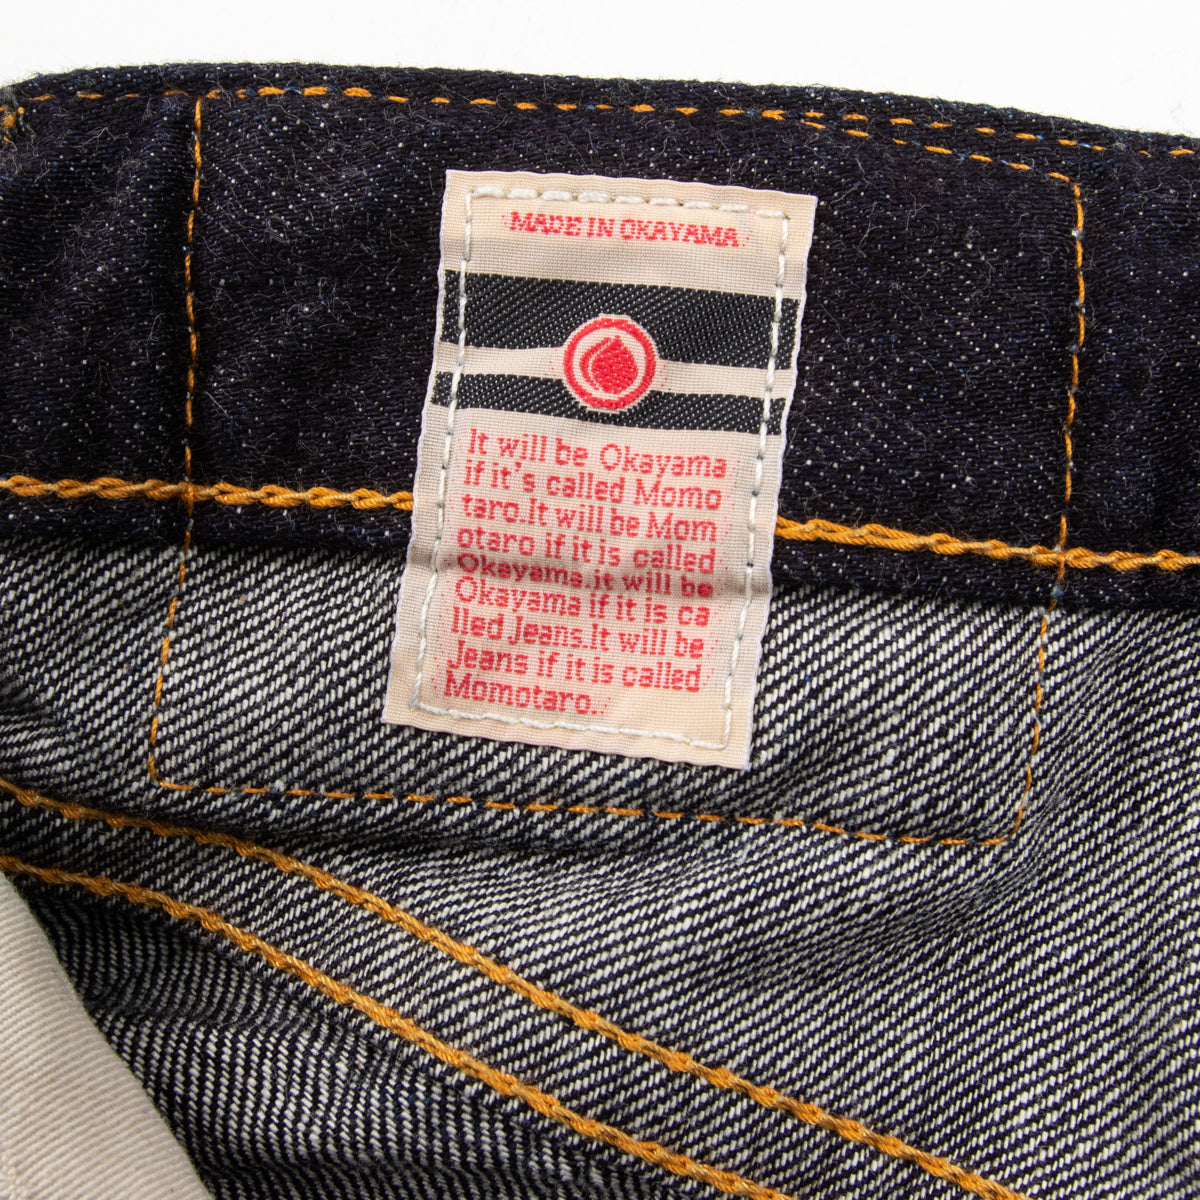 MADE IN OKAYAMA
It will be Okayama
if it's called Momo
taro.It will be Mom
otaro if it is called
Okayama.it will be
Okayama if it is ca
lled Jeans.It will be
Jeans if it is called
Momotaro.